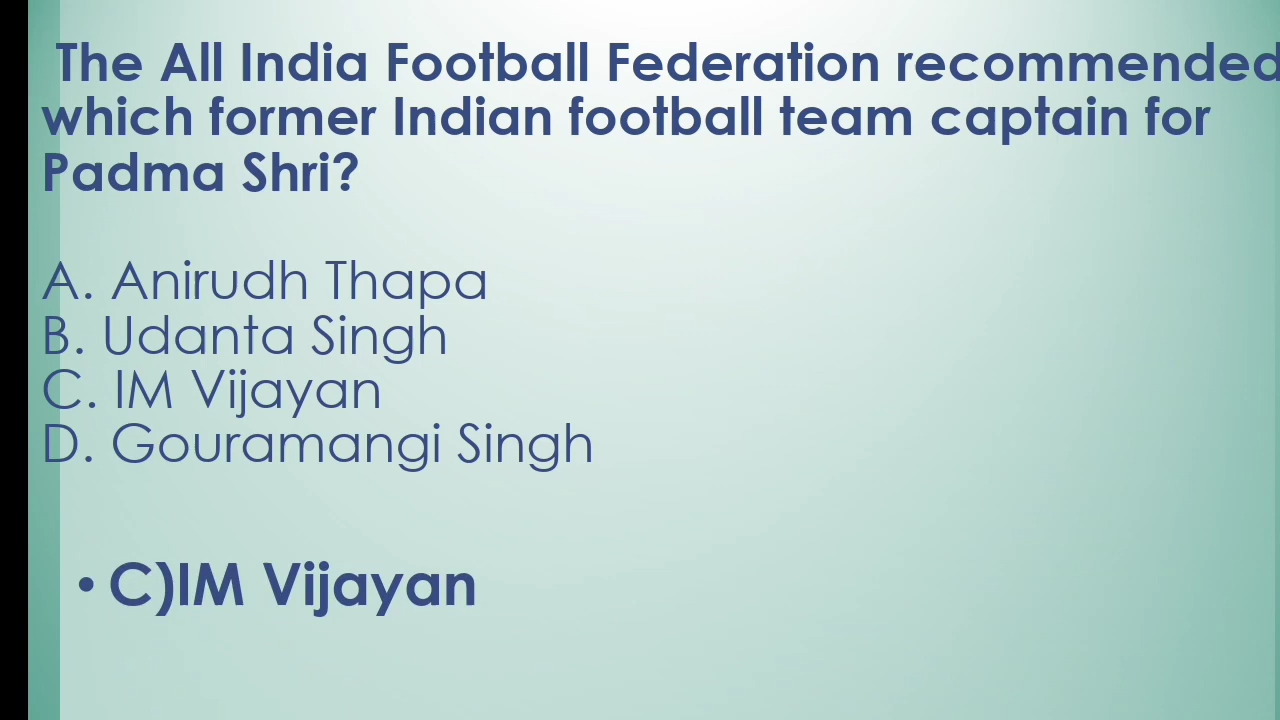 The All India Football Federation recommended
which former Indian football team captain for
Padma Shri?
A. Anirudh Thapa
B. Udanta Singh
C. IM Vijayan
D. Gouramangi Singh
• C)IM Vijayan